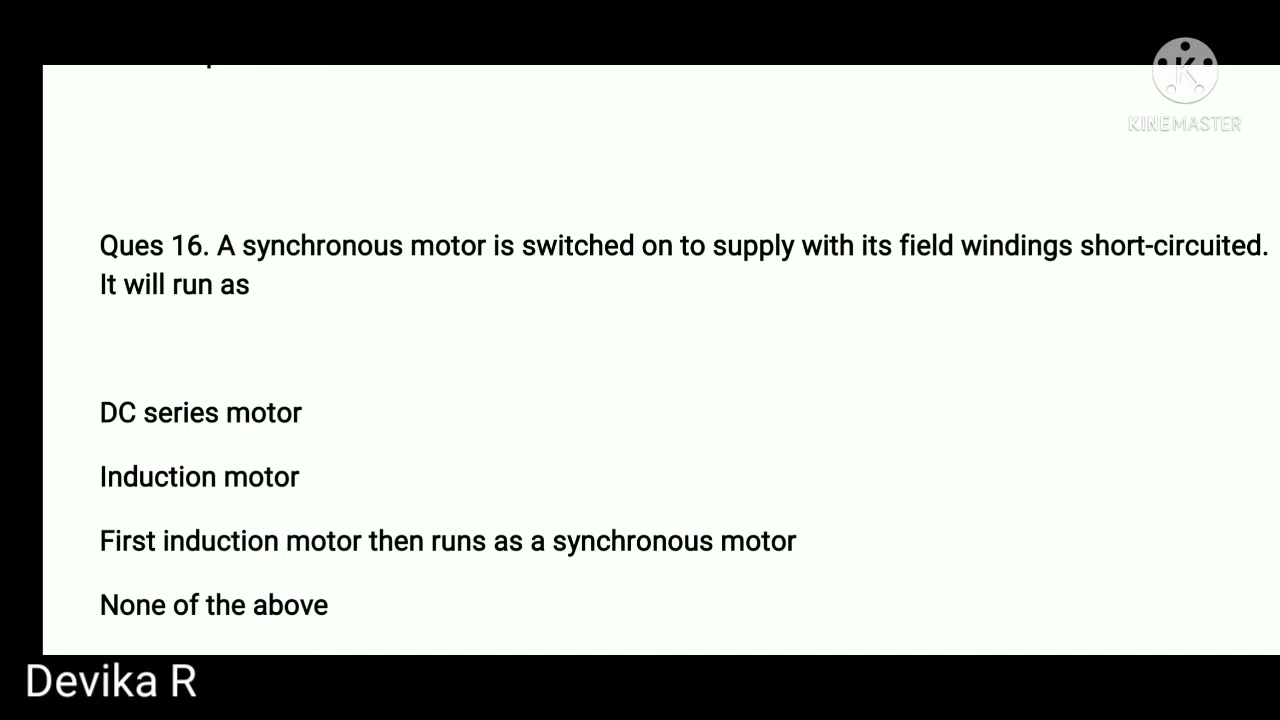 KINEMASTER
Ques 16. A synchronous motor is switched on to supply with its field windings short-circuited.
It will run as
DC series motor
Induction motor
First induction motor then runs as a synchronous motor
None of the above
Devika R